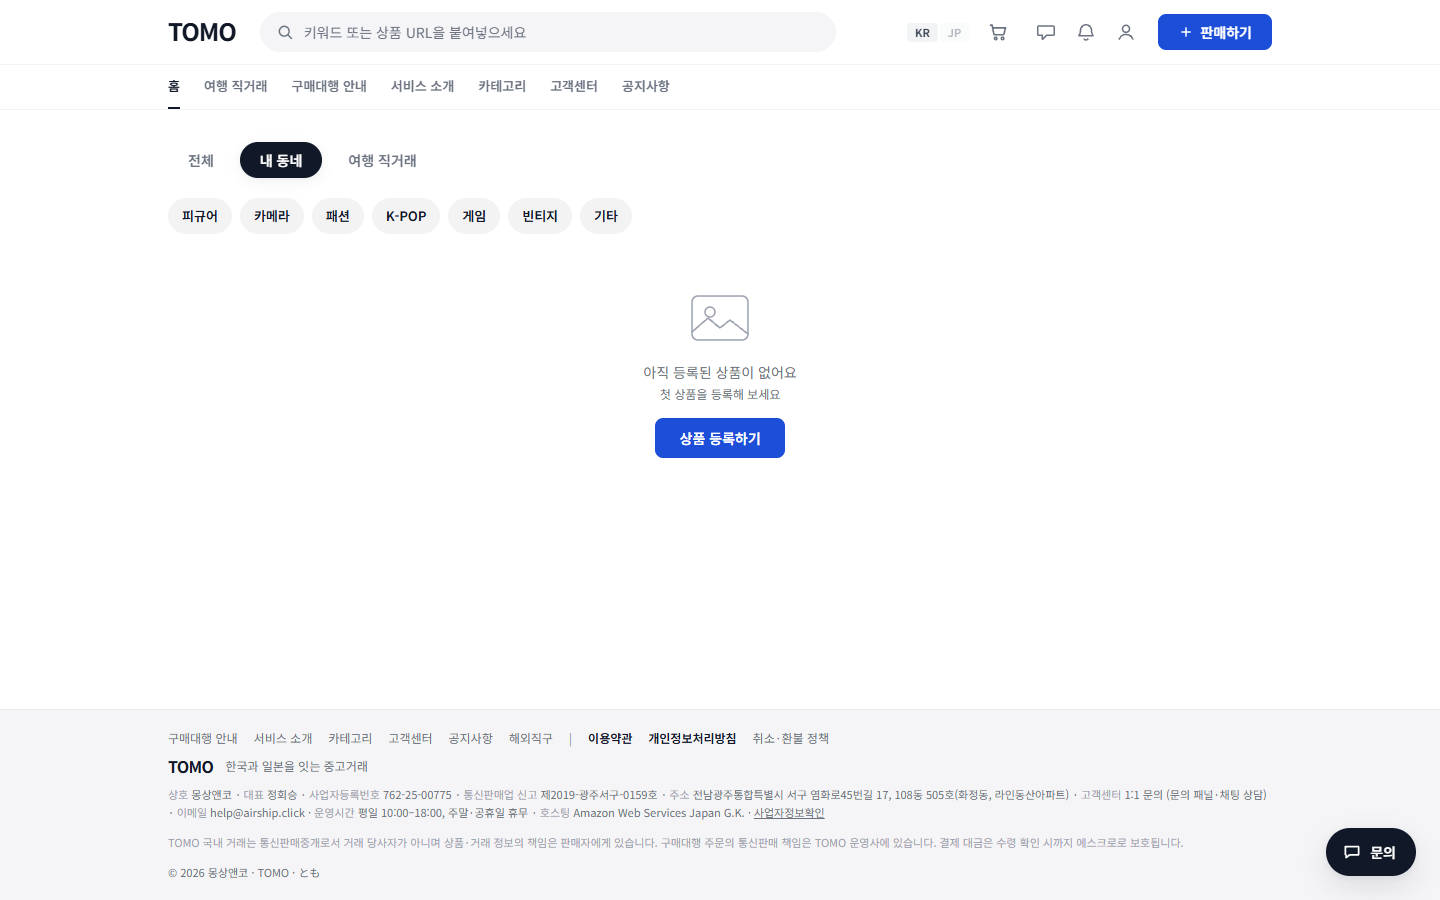 TOMO
키워드 또는 상품 URL을 붙여넣으세요
KR JP
판매하기
홈 여행 직거래 구매대행 안내 서비스 소개 카테고리 고객센터 공지사항
전체 내 동네 여행 직거래
피규어 카메라 패션 K-POP 게임 빈티지 기타
아직 등록된 상품이 없어요
첫 상품을 등록해 보세요
상품 등록하기
구매대행 안내 서비스 소개 카테고리 고객센터 공지사항 해외직구 | 이용약관 개인정보처리방침 취소·환불 정책
TOMO 한국과 일본을 잇는 중고거래
상호 몽상앤코 · 대표 정회승 · 사업자등록번호 762-25-00775 · 통신판매업 신고 제2019-광주서구-0159호 · 주소 전남광주통합특별시 서구 염화로45번길 17, 108동 505호(화정동, 라인동산아파트) · 고객센터 1:1 문의 (문의 패널·채팅 상담)
· 이메일 help@airship.click · 운영시간 평일 10:00–18:00, 주말·공휴일 휴무 · 호스팅 Amazon Web Services Japan G.K. · 사업자정보확인
TOMO 국내 거래는 통신판매중개로서 거래 당사자가 아니며 상품·거래 정보의 책임은 판매자에게 있습니다. 구매대행 주문의 통신판매 책임은 TOMO 운영사에 있습니다. 결제 대금은 수령 확인 시까지 에스크로로 보호됩니다.
문의
© 2026 몽상앤코 · TOMO · とも